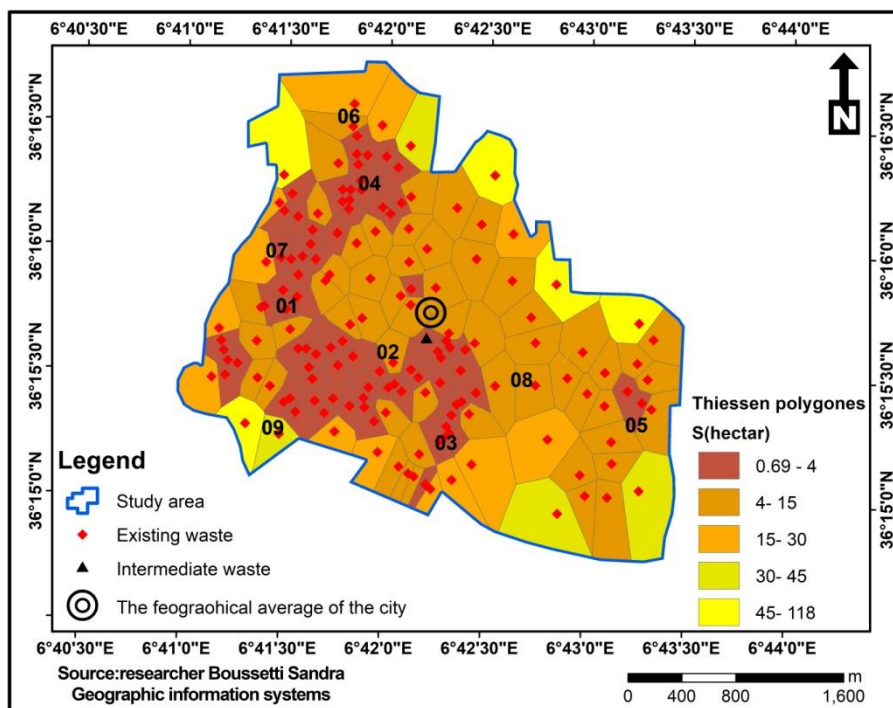 6°40'30"E 6°41'0"E 6°41'30"E 6°42'0"E 6°42'30"E 6°43'0"E 6°43'30"E 6°44'0"E
N
36°16'30"N
36°16'30"N
36°16'0"N
36°16'0"N
36°15'30"N
36°15'30"N
36°15'0"N
36°15'0"N
06
04
07
01
02
08
05
09
03
Legend
Study area
Existing waste
Intermediate waste
The feograohical average of the city
Thiessen polygones
S(hectar)
0.69 - 4
4- 15
15- 30
30- 45
45- 118
6°40'30"E 6°41'0"E 6°41'30"E 6°42'0"E 6°42'30"E 6°43'0"E 6°43'30"E 6°44'0"E
Source:researcher Boussetti Sandra
Geographic information systems
m
0 400 800 1,600